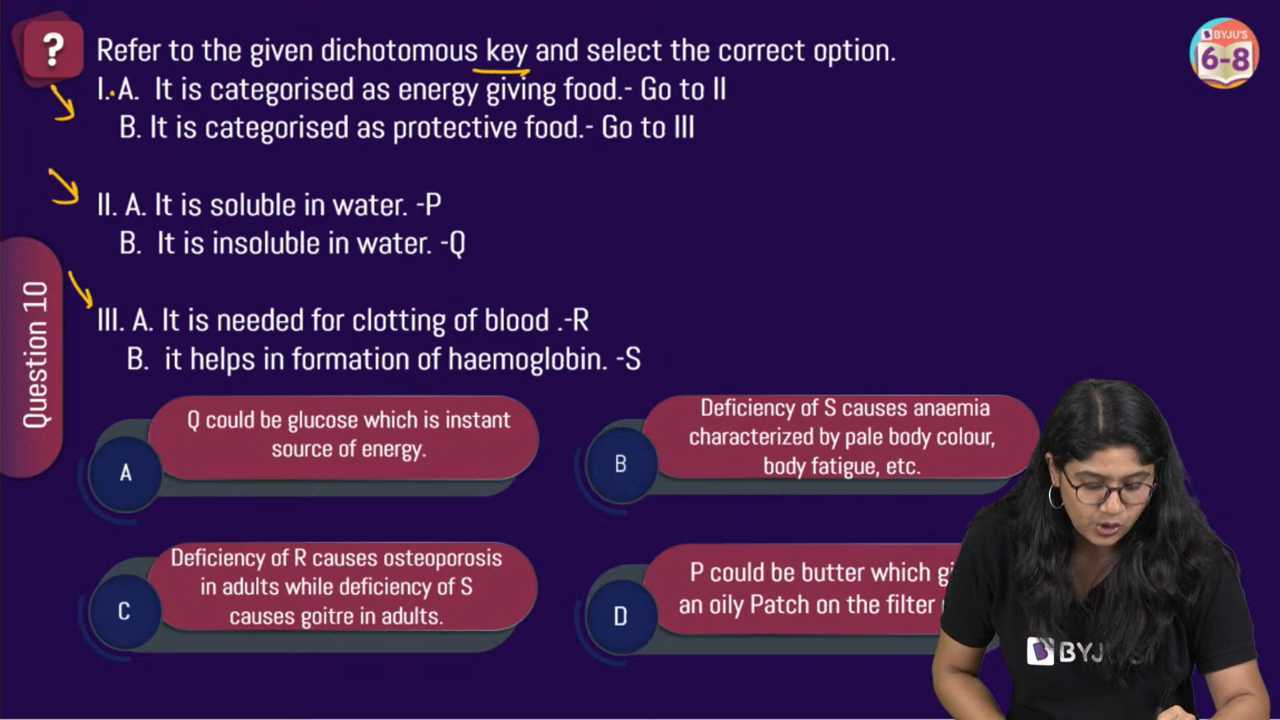 ?
Refer to the given dichotomous key and select the correct option.
I. A. It is categorised as energy giving food.- Go to II
B. It is categorised as protective food.- Go to III
II. A. It is soluble in water. -P
B. It is insoluble in water. -Q
III. A. It is needed for clotting of blood .-R
B. it helps in formation of haemoglobin. -S
Question 10
A
Q could be glucose which is instant
source of energy.
B
Deficiency of S causes anaemia
characterized by pale body colour,
body fatigue, etc.
C
Deficiency of R causes osteoporosis
in adults while deficiency of S
causes goitre in adults.
D
P could be butter which
an oily Patch on the filter
BYJU'S
6-8
BYJU'S